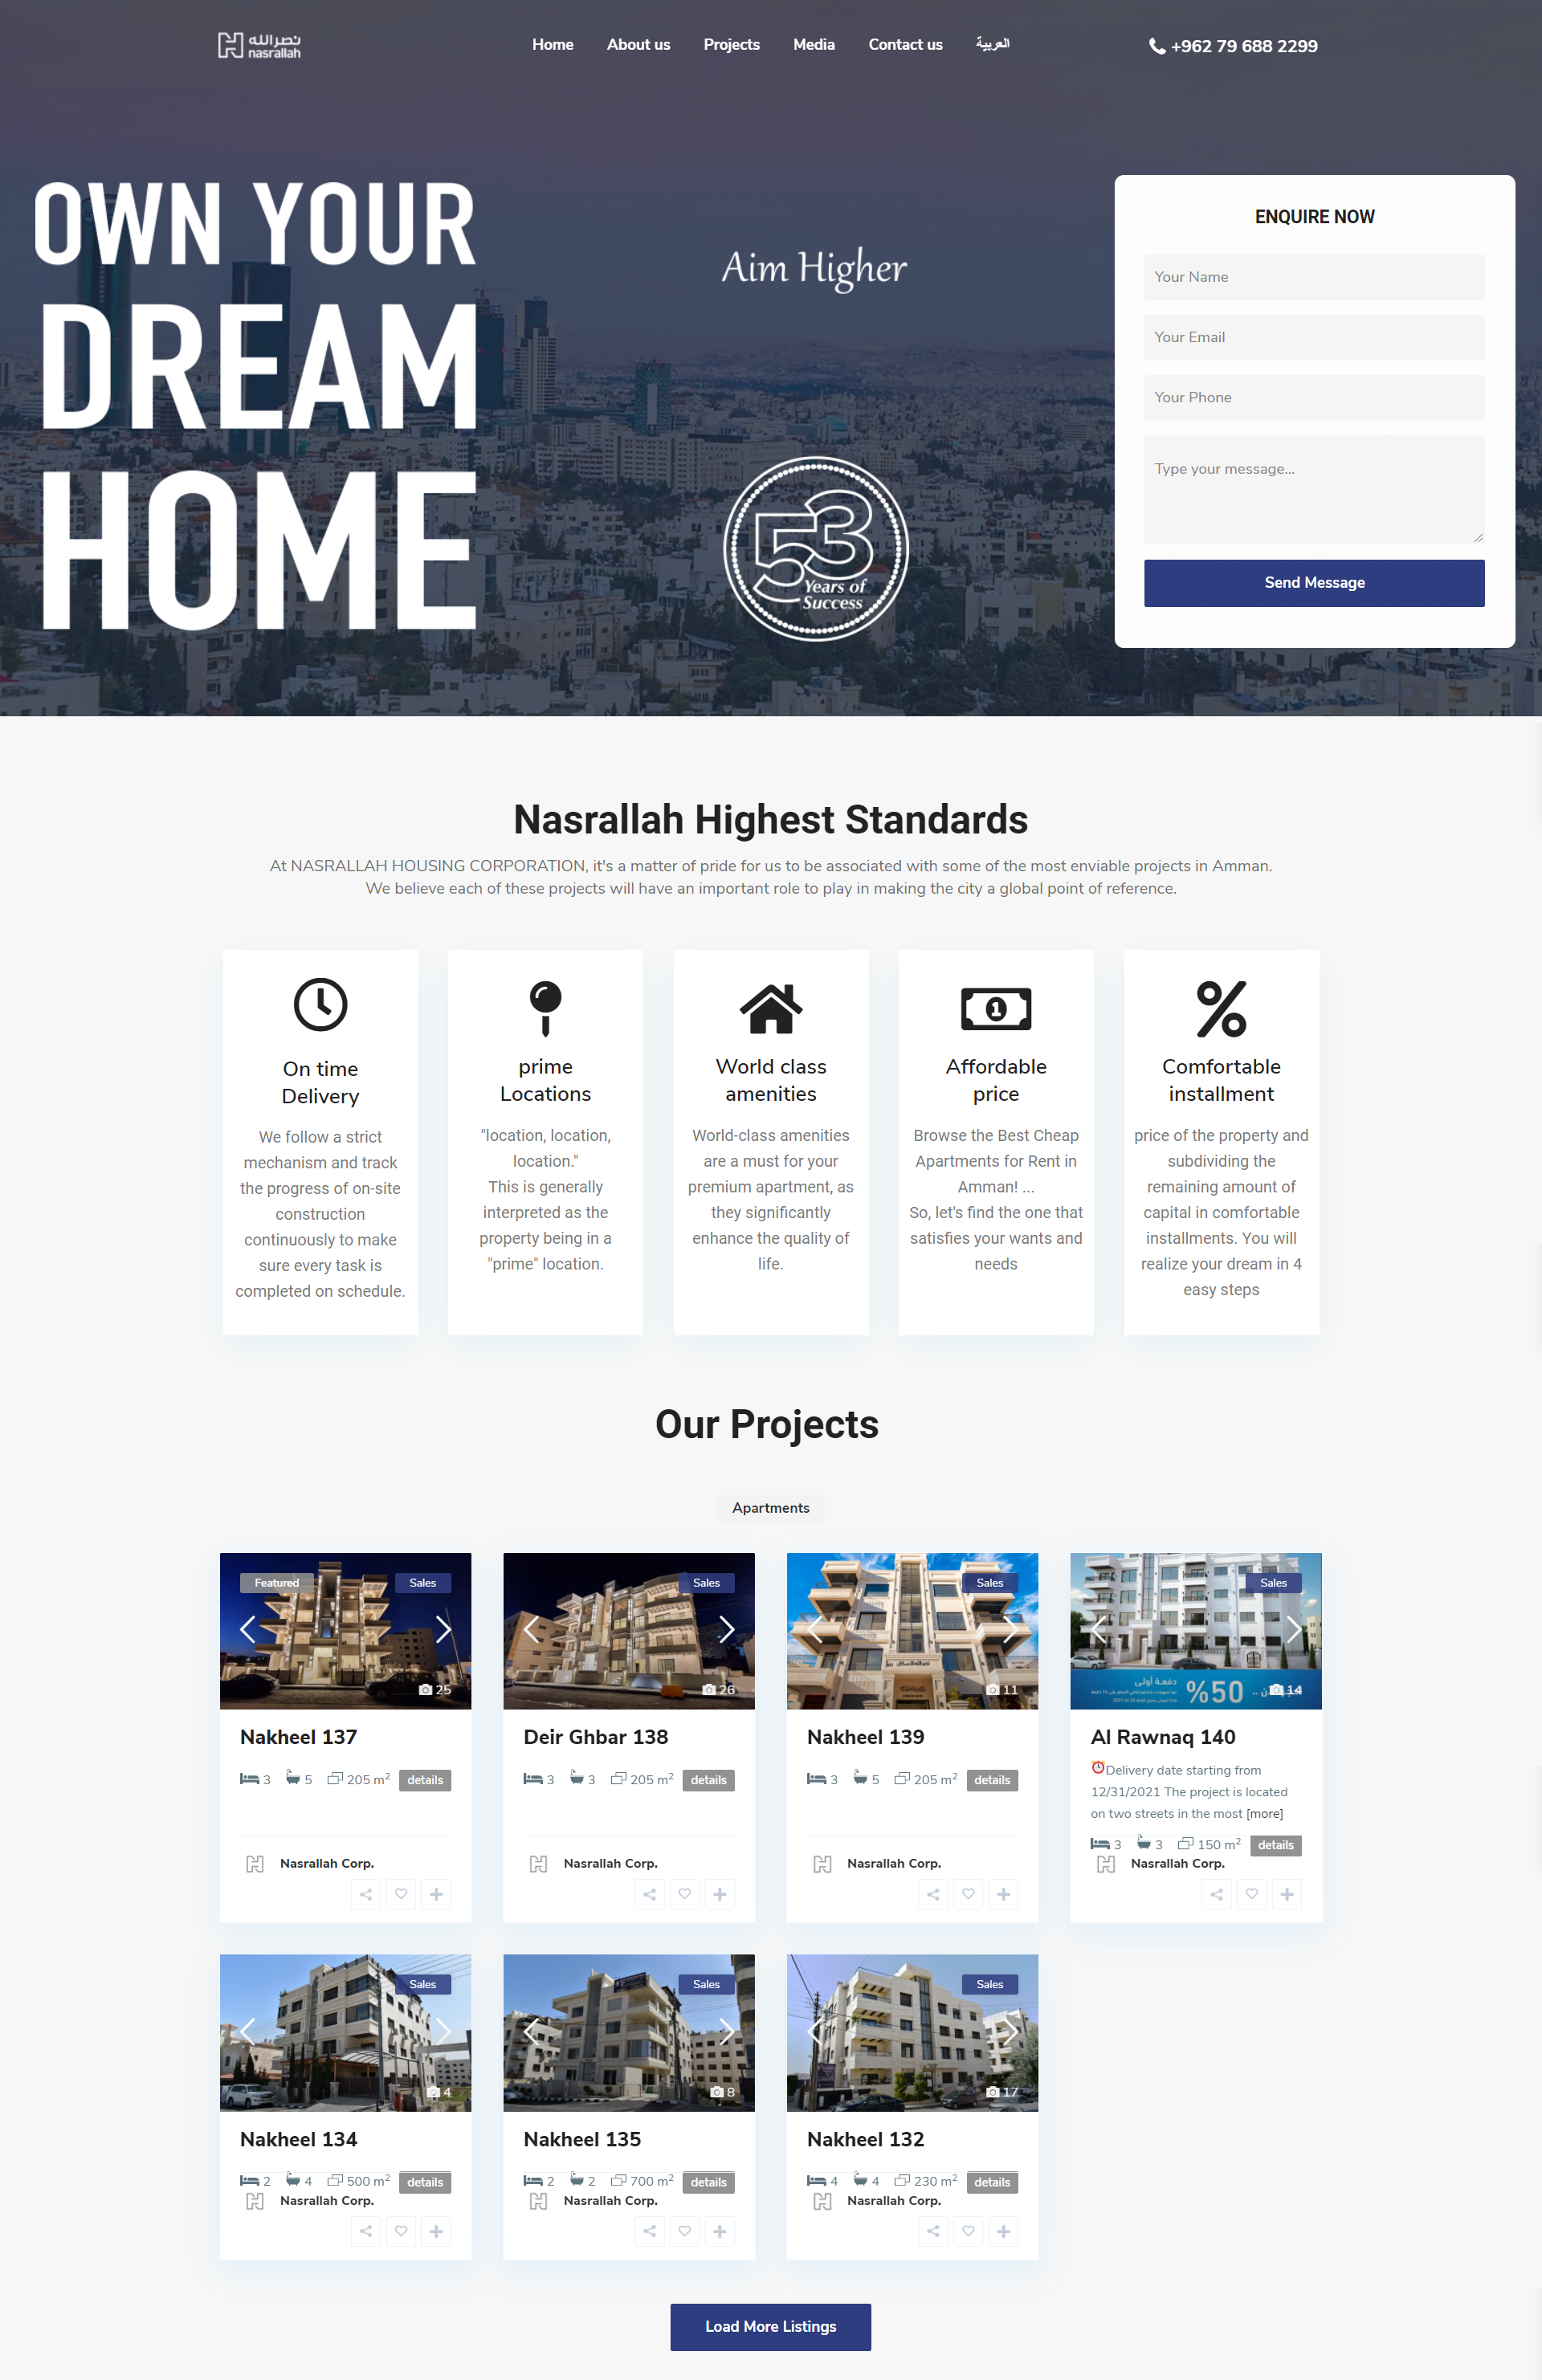 نصرالله
nasrallah
Home
About us
Projects
Media
Contact us
العربية
+962 79 688 2299
OWN YOUR
DREAM
HOME
Aim Higher
53
Years of
Success
ENQUIRE NOW
Your Name
Your Email
Your Phone
Type your message...
Send Message
Nasrallah Highest Standards
At NASRALLAH HOUSING CORPORATION, it's a matter of pride for us to be associated with some of the most enviable projects in Amman.
We believe each of these projects will have an important role to play in making the city a global point of reference.
On time
Delivery
We follow a strict
mechanism and track
the progress of on-site
construction
continuously to make
sure every task is
completed on schedule.
prime
Locations
"location, location,
location."
This is generally
interpreted as the
property being in a
"prime" location.
World class
amenities
World-class amenities
are a must for your
premium apartment, as
they significantly
enhance the quality of
life.
Affordable
price
Browse the Best Cheap
Apartments for Rent in
Amman! ...
So, let's find the one that
satisfies your wants and
needs
Comfortable
installment
price of the property and
subdividing the
remaining amount of
capital in comfortable
installments. You will
realize your dream in 4
easy steps
Our Projects
Apartments
Featured
Sales
25
Nakheel 137
3 5 205 m2 details
Nasrallah Corp.
Sales
26
Deir Ghbar 138
3 3 205 m2 details
Nasrallah Corp.
Sales
11
Nakheel 139
3 5 205 m2 details
Nasrallah Corp.
Sales
دفعة أولى
%50
14
Al Rawnaq 140
Delivery date starting from
12/31/2021 The project is located
on two streets in the most [more]
3 3 150 m2 details
Nasrallah Corp.
Sales
4
Nakheel 134
2 4 500 m2 details
Nasrallah Corp.
Sales
8
Nakheel 135
2 2 700 m2 details
Nasrallah Corp.
Sales
17
Nakheel 132
4 4 230 m2 details
Nasrallah Corp.
Load More Listings